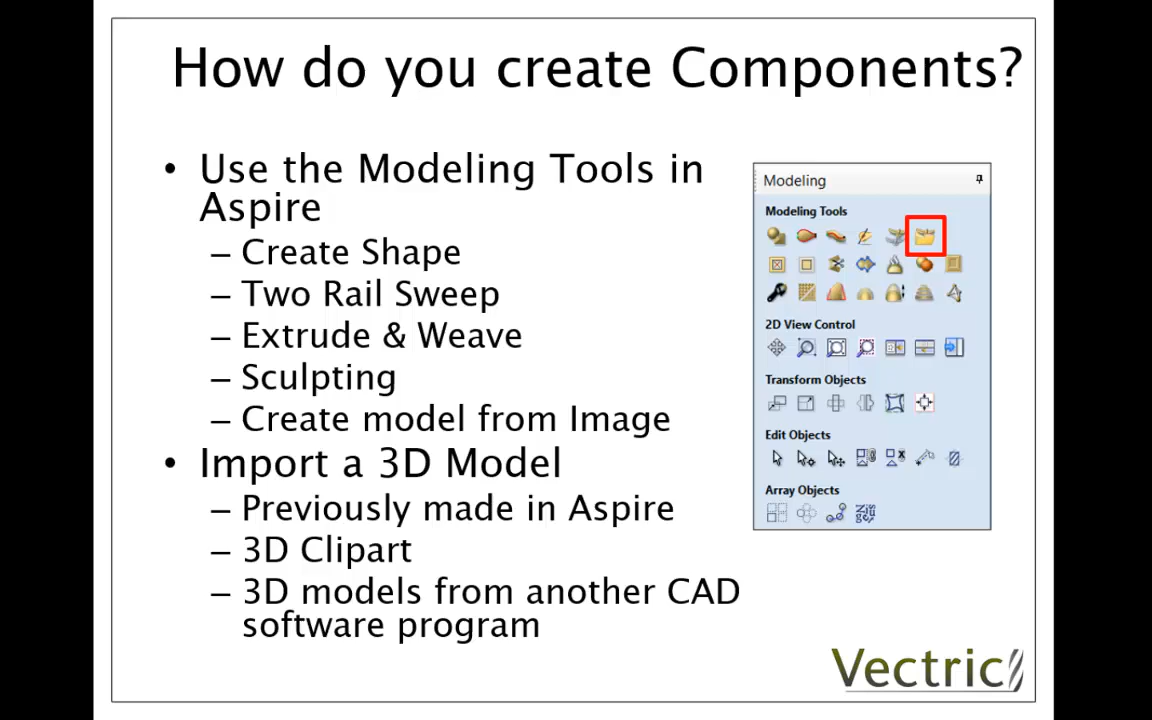 How do you create Components?
• Use the Modeling Tools in
Aspire
– Create Shape
– Two Rail Sweep
– Extrude & Weave
– Sculpting
– Create model from Image
• Import a 3D Model
– Previously made in Aspire
– 3D Clipart
– 3D models from another CAD
software program
Modeling
Modeling Tools
2D View Control
Transform Objects
Edit Objects
Array Objects
Vectric